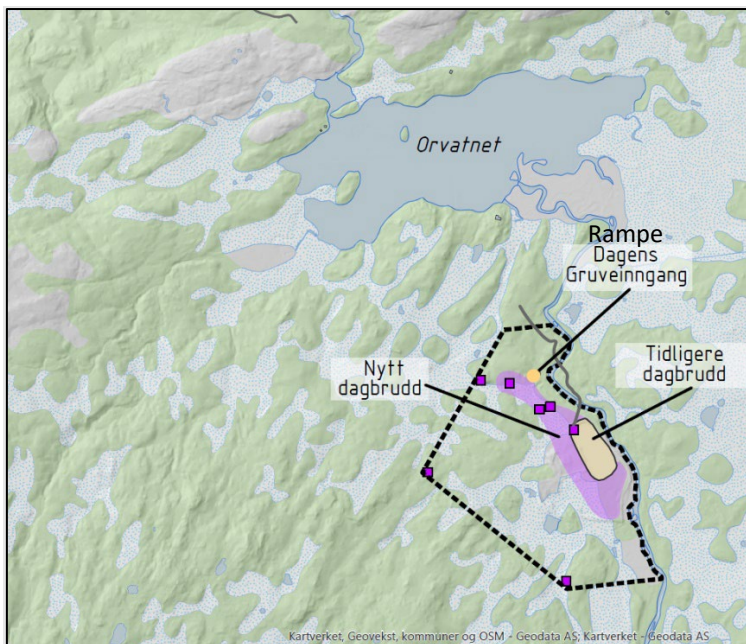 Orvatnet
Rampe
Dagens
Gruveinngang
Nytt
dagbrudd
Tidligere
dagbrudd
Kartverket, Geovekst, kommuner og OSM - Geodata AS; Kartverket - Geodata AS